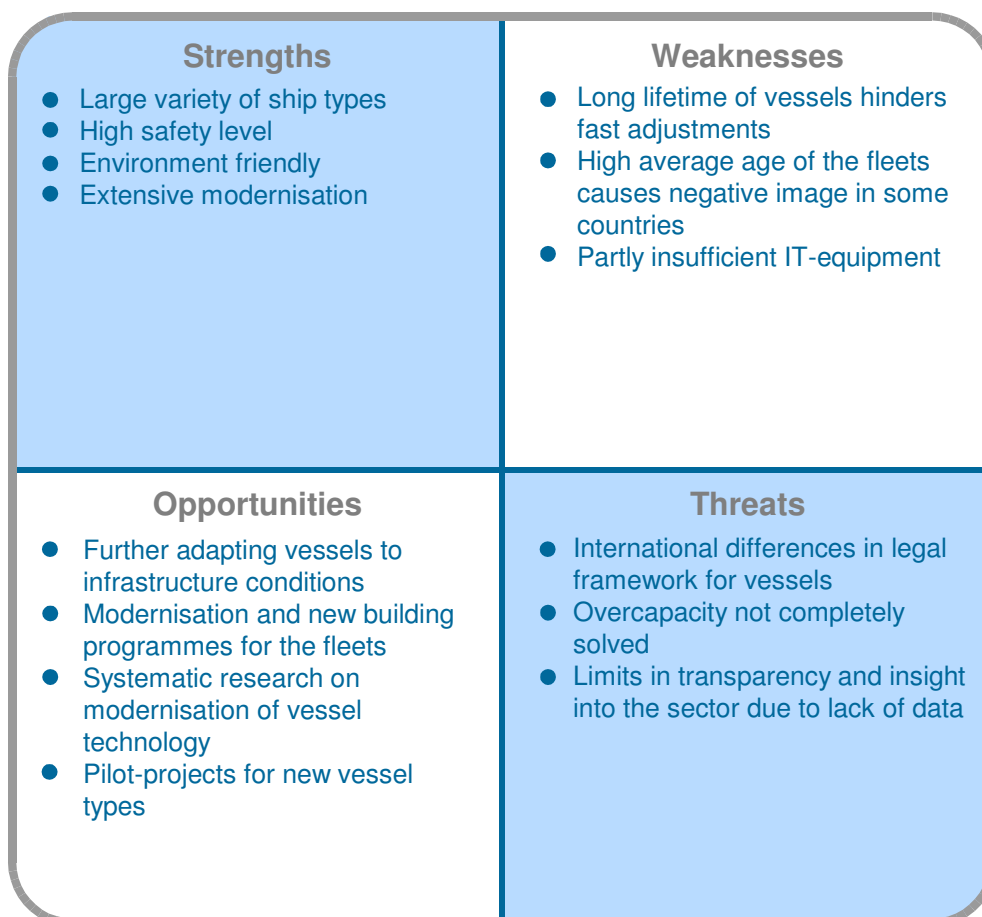 Strengths
● Large variety of ship types
● High safety level
● Environment friendly
● Extensive modernisation
Weaknesses
● Long lifetime of vessels hinders
fast adjustments
● High average age of the fleets
causes negative image in some
countries
● Partly insufficient IT-equipment
Opportunities
● Further adapting vessels to
infrastructure conditions
● Modernisation and new building
programmes for the fleets
● Systematic research on
modernisation of vessel
technology
● Pilot-projects for new vessel
types
Threats
● International differences in legal
framework for vessels
● Overcapacity not completely
solved
● Limits in transparency and insight
into the sector due to lack of data